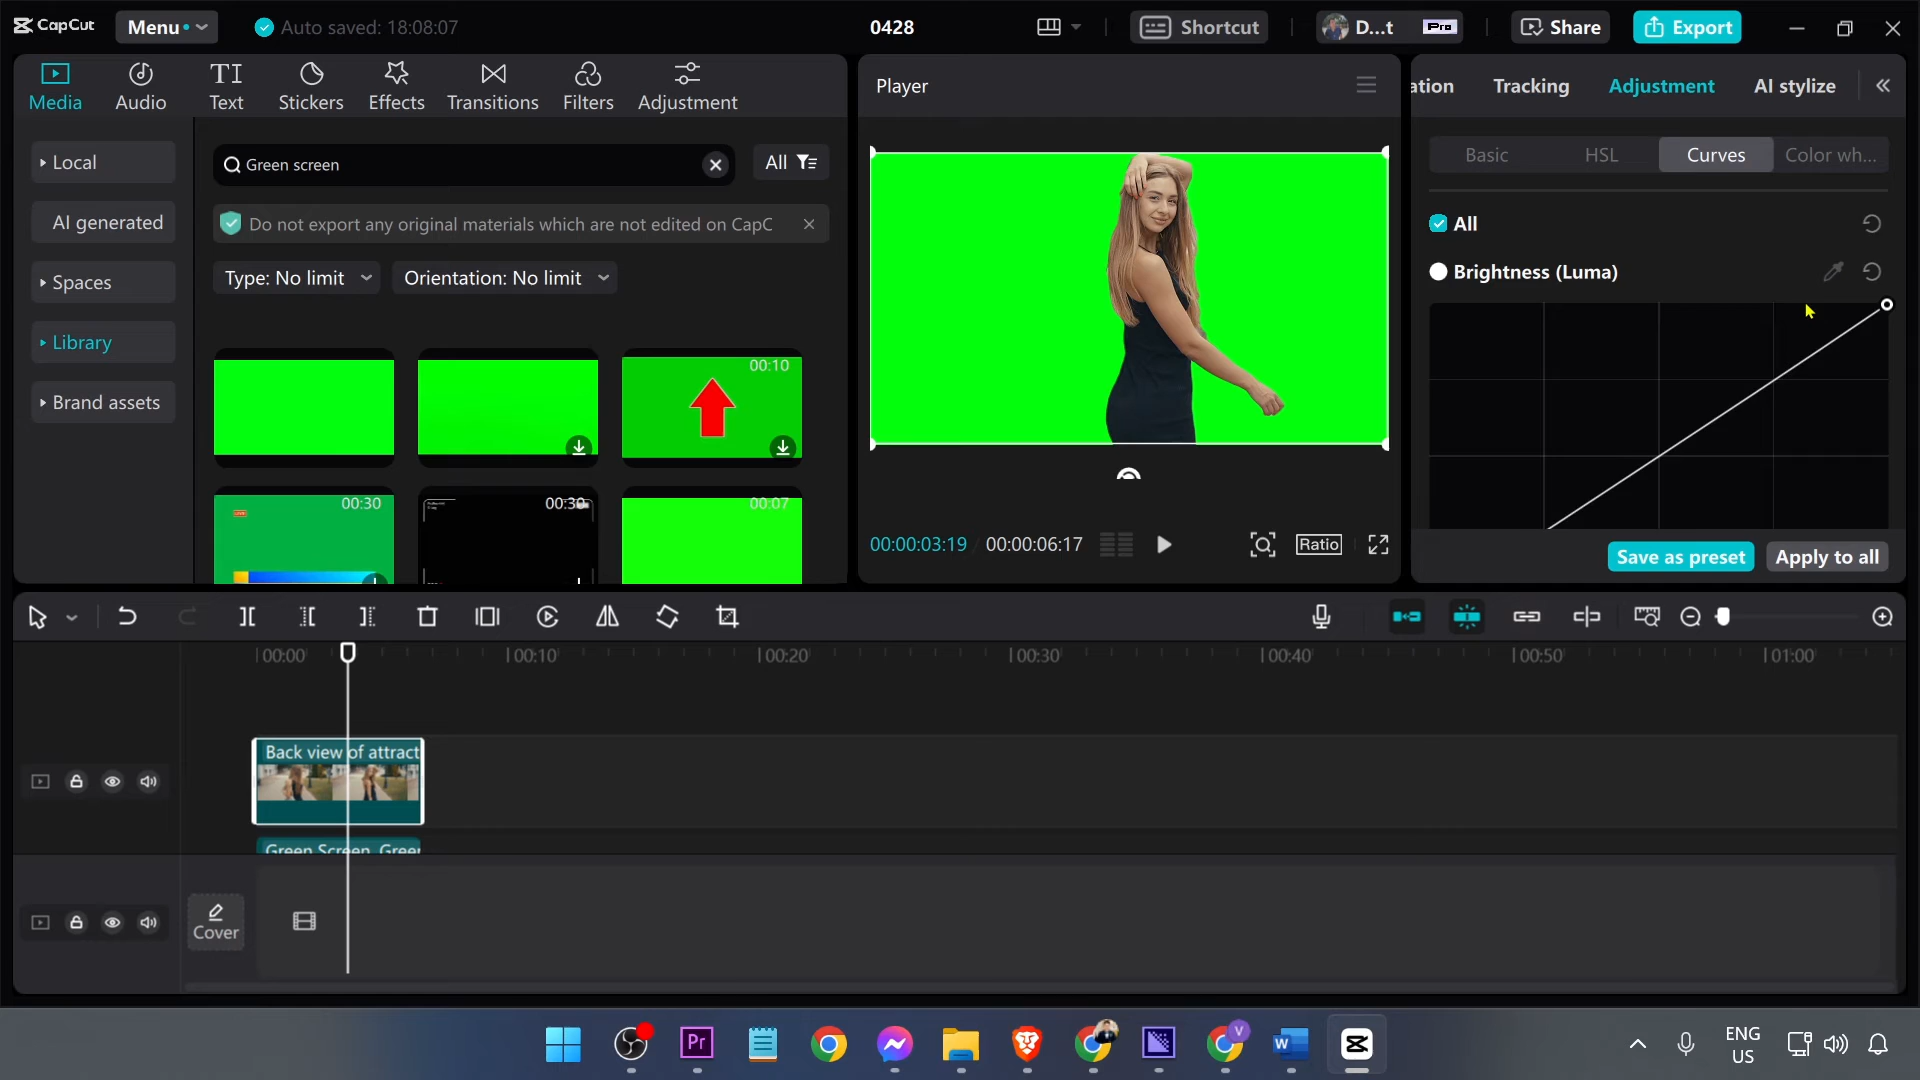 CapCut
Menu
Auto saved: 18:08:07
0428
Shortcut
D...t
Pro
Share
Export
Media
Audio
Text
Stickers
Effects
Transitions
Filters
Adjustment
Local
AI generated
Spaces
Library
Brand assets
Green screen
All
Do not export any original materials which are not edited on CapC
Type: No limit
Orientation: No limit
00:10
00:30
00:30
00:07
Player
00:00:03:19
00:00:06:17
Ratio
ation
Tracking
Adjustment
AI stylize
Basic
HSL
Curves
Color wh...
All
Brightness (Luma)
Save as preset
Apply to all
00:00
00:10
00:20
00:30
00:40
00:50
01:00
Back view of attract
Green Screen, Green
Cover
Pr
V
W
ENG
US